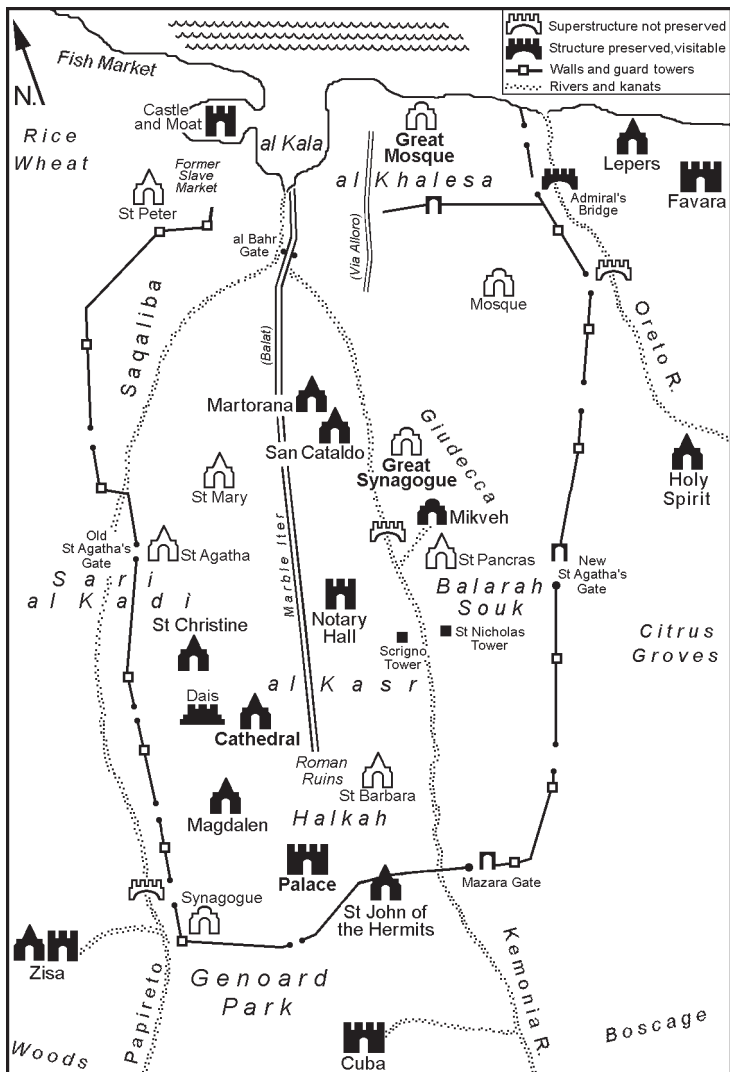 Superstructure not preserved
Structure preserved, visitable
Walls and guard towers
Rivers and kanats
N.
Fish Market
Rice
Wheat
Castle
and Moat
al Kala
Great
Mosque
al Khalesa
Lepers
Favara
Former
Slave
Market
St Peter
al Bahr
Gate
(Via Alloro)
Admiral's
Bridge
Mosque
Oreto R.
Saqaliba
(Balat)
Martorana
San Cataldo
Giudecca
Great
Synagogue
Mikveh
Holy
Spirit
St Mary
Old
St Agatha's
Gate
St Agatha
St Pancras
New
St Agatha's
Gate
Sari
al Kadì
Marble Iter
Balarah
Souk
St Christine
Notary
Hall
Scrigno
Tower
St Nicholas
Tower
Citrus
Groves
al Kasr
Dais
Cathedral
Roman
Ruins
St Barbara
Magdalen
Halkah
Palace
St John of
the Hermits
Mazara Gate
Synagogue
Zisa
Papireto
Genoard
Park
Kemonia R.
Boscage
Woods
Cuba